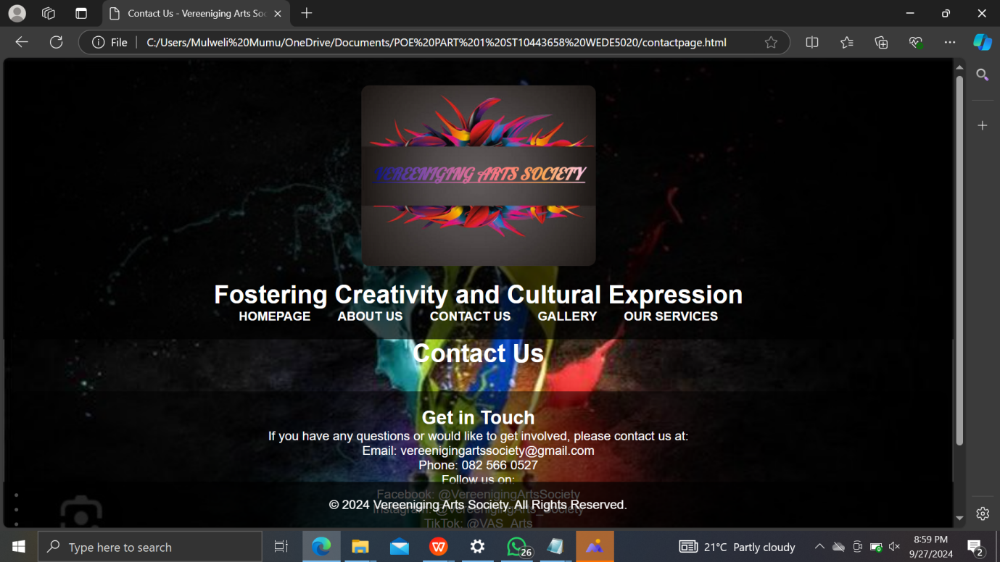 Contact Us - Vereeniging Arts Soc
File
C:/Users/Mulweli%20Mumu/OneDrive/Documents/POE%20PART%201%20ST10443658%20WEDE5020/contactpage.html
VEREENIGING ARTS SOCIETY
Fostering Creativity and Cultural Expression
HOMEPAGE ABOUT US CONTACT US GALLERY OUR SERVICES
Contact Us
Get in Touch
If you have any questions or would like to get involved, please contact us at:
Email: vereenigingartssociety@gmail.com
Phone: 082 566 0527
Follow us on:
Facebook: @VereenigingArtsSociety
© 2024 Vereeniging Arts Society. All Rights Reserved.
Instagram: @Vereeniging_Arts_Society
TikTok: @VAS_Arts
Type here to search
26
21°C Partly cloudy
8:59 PM
9/27/2024
2